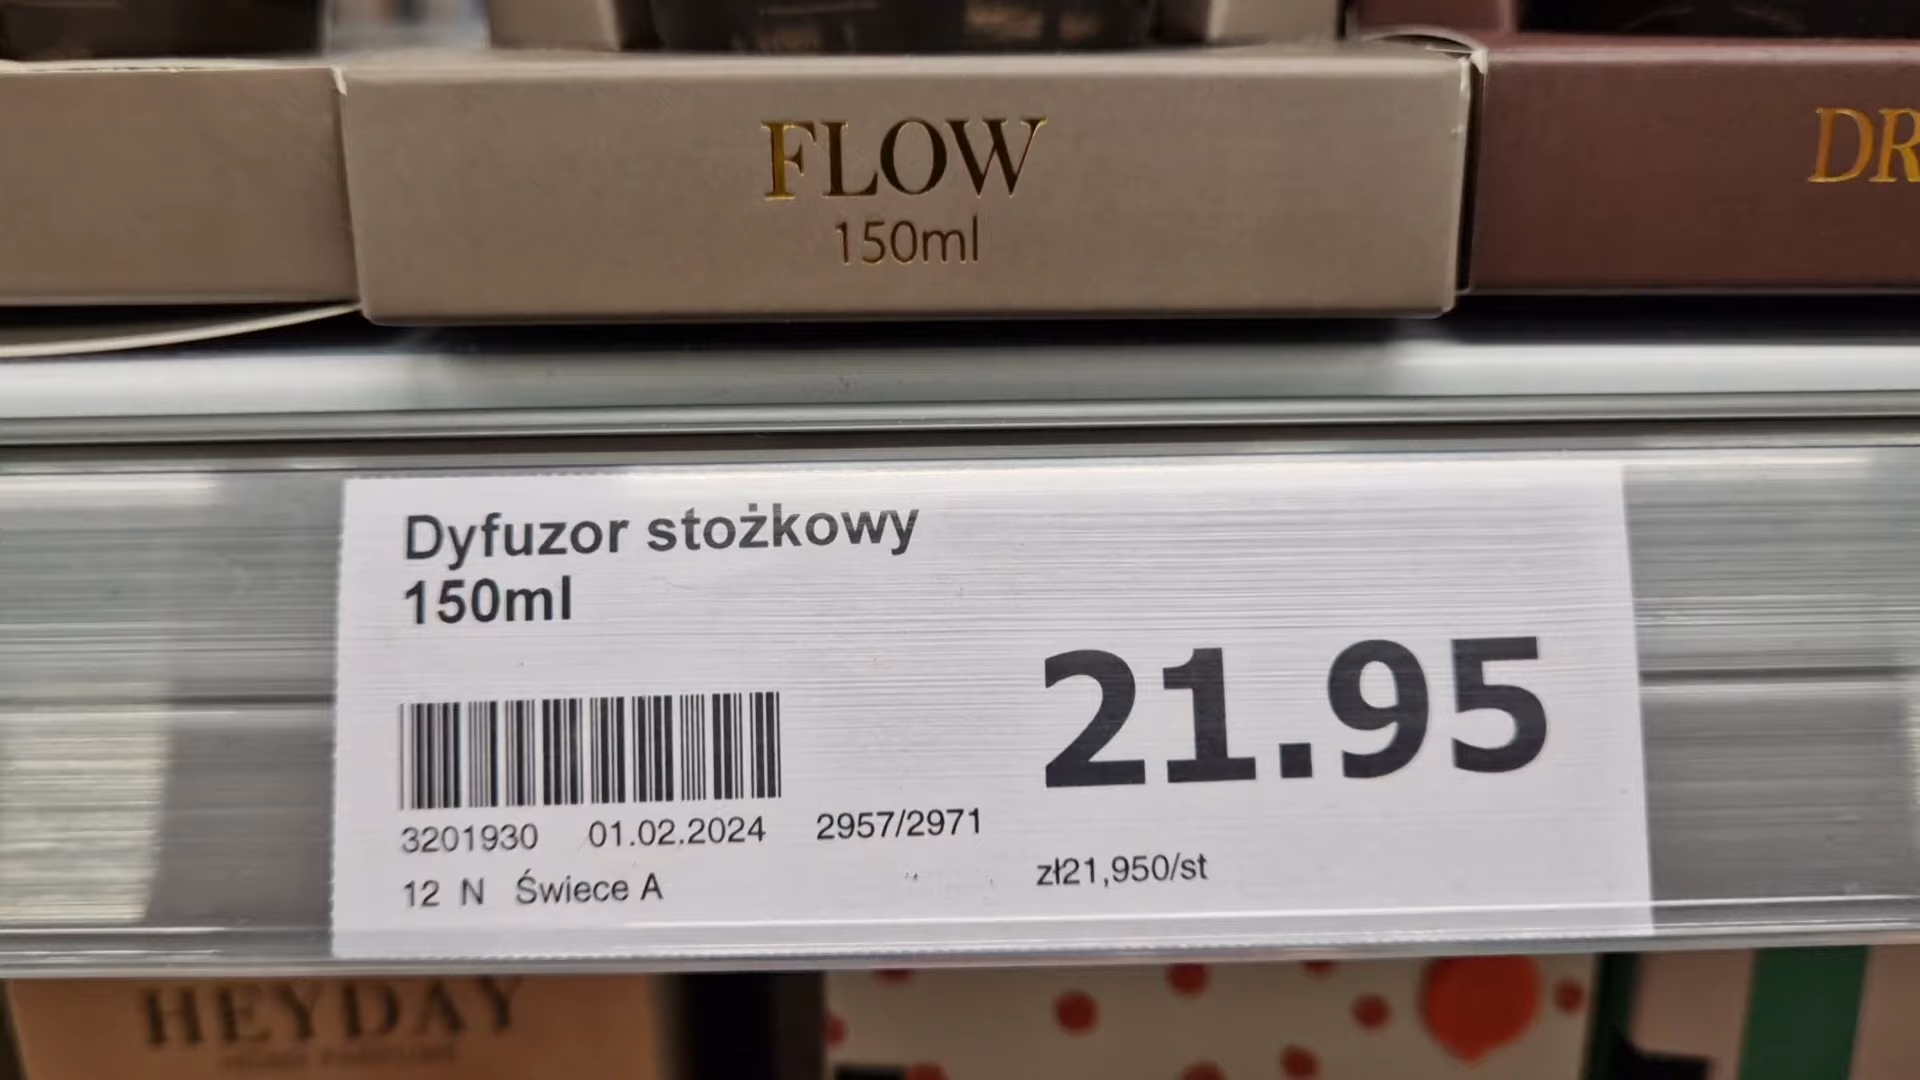 FLOW
150ml
DR
Dyfuzor stożkowy
150ml
21.95
3201930 01.02.2024 2957/2971
zł21,950/st
12 N Świece A
HEYDAY